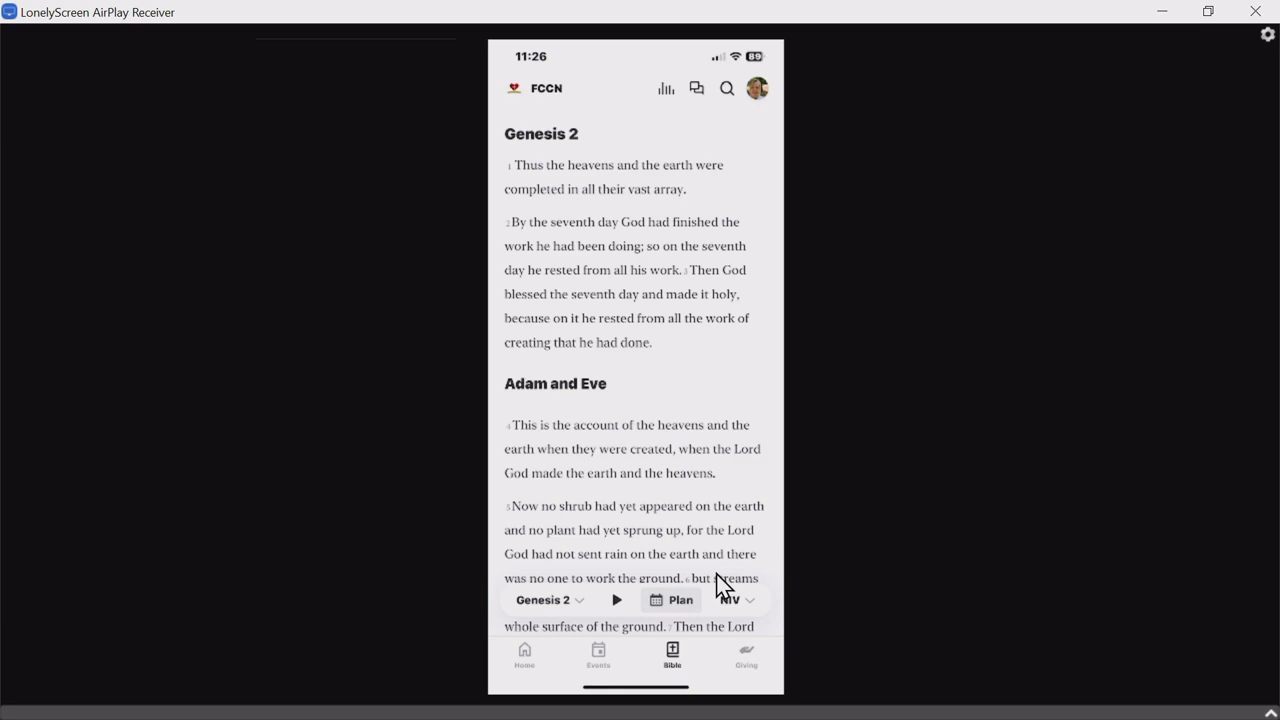 LonelyScreen AirPlay Receiver
11:26
89
FCCN
Genesis 2
1 Thus the heavens and the earth were
completed in all their vast array.
2 By the seventh day God had finished the
work he had been doing; so on the seventh
day he rested from all his work. 3 Then God
blessed the seventh day and made it holy,
because on it he rested from all the work of
creating that he had done.
Adam and Eve
4 This is the account of the heavens and the
earth when they were created, when the Lord
God made the earth and the heavens.
5 Now no shrub had yet appeared on the earth
and no plant had yet sprung up, for the Lord
God had not sent rain on the earth and there
was no one to work the ground. 6 but streams
Genesis 2 Plan NIV
whole surface of the ground. 7 Then the Lord
Home Events Bible Giving